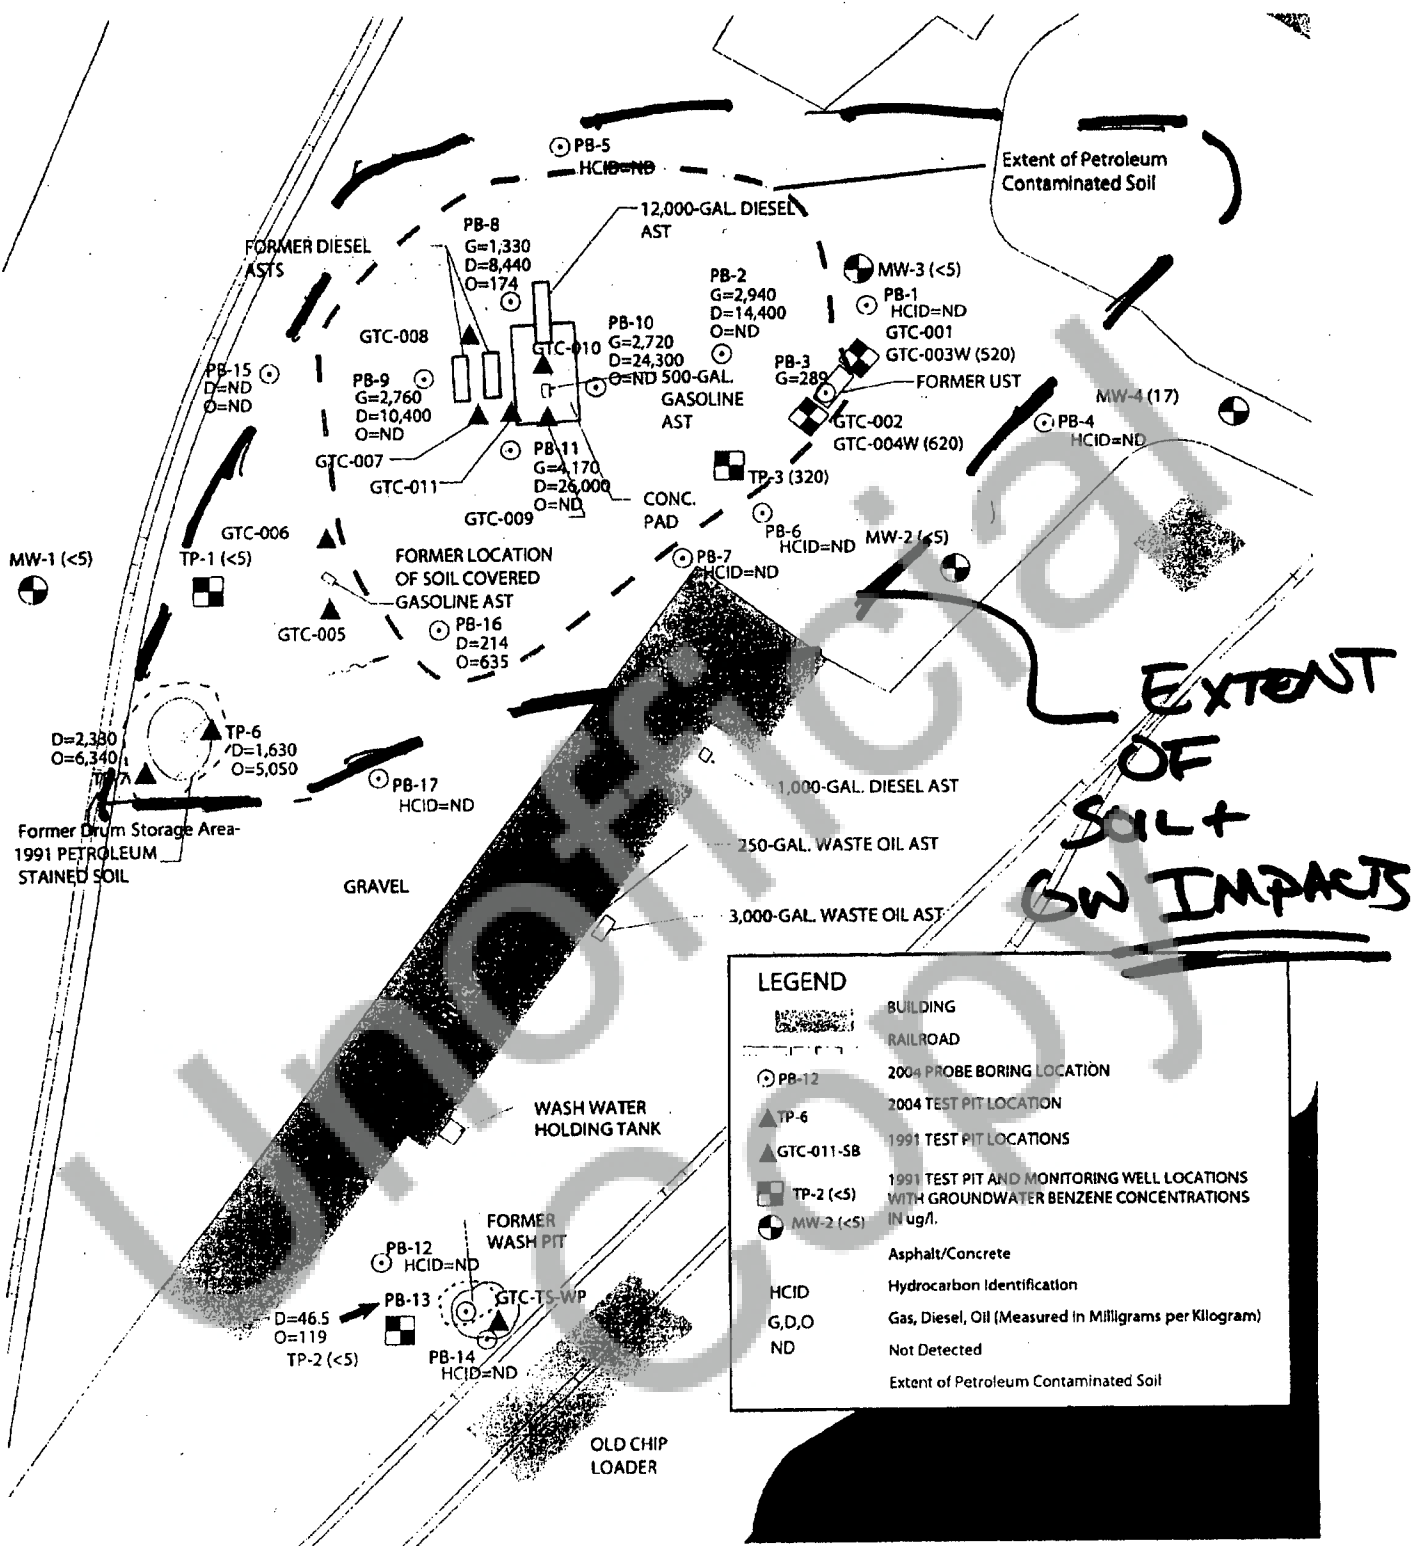 PB-5
HCID=ND
Extent of Petroleum
Contaminated Soil
12,000-GAL. DIESEL
AST
PB-8
G=1,330
D=8,440
O=174
FORMER DIESEL
ASTS
MW-3 (<5)
PB-2
G=2,940
D=14,400
O=ND
PB-1
HCID=ND
GTC-001
GTC-003W (520)
GTC-008
GTC-010
PB-10
G=2,720
D=24,300
O=ND
500-GAL.
GASOLINE
AST
PB-3
G=289
FORMER UST
PB-15
D=ND
O=ND
PB-9
G=2,760
D=10,400
O=ND
MW-4 (17)
PB-4
HCID=ND
GTC-002
GTC-004W (620)
GTC-007
GTC-011
PB-11
G=4,170
D=26,000
O=ND
TP-3 (320)
CONC.
PAD
GTC-009
GTC-006
PB-6
HCID=ND
MW-2 (<5)
MW-1 (<5)
TP-1 (<5)
FORMER LOCATION
OF SOIL COVERED
GASOLINE AST
PB-7
HCID=ND
GTC-005
PB-16
D=214
O=635
EXTENT
OF
SOIL +
GW IMPACTS
TP-6
D=1,630
O=5,050
D=2,330
O=6,340
TP-7
PB-17
HCID=ND
1,000-GAL. DIESEL AST
Former Drum Storage Area-
1991 PETROLEUM
STAINED SOIL
250-GAL. WASTE OIL AST
GRAVEL
3,000-GAL. WASTE OIL AST
WASH WATER
HOLDING TANK
FORMER
WASH PIT
PB-12
HCID=ND
PB-13
GTC-TS-WP
D=46.5
O=119
TP-2 (<5)
PB-14
HCID=ND
OLD CHIP
LOADER
LEGEND
BUILDING
RAILROAD
PB-12 2004 PROBE BORING LOCATION
TP-6 2004 TEST PIT LOCATION
GTC-011-SB 1991 TEST PIT LOCATIONS
TP-2 (<5) 1991 TEST PIT AND MONITORING WELL LOCATIONS
WITH GROUNDWATER BENZENE CONCENTRATIONS
MW-2 (<5) IN ug/l.
Asphalt/Concrete
HCID Hydrocarbon Identification
G,D,O Gas, Diesel, Oil (Measured in Milligrams per Kilogram)
ND Not Detected
Extent of Petroleum Contaminated Soil
Unofficial
Copy